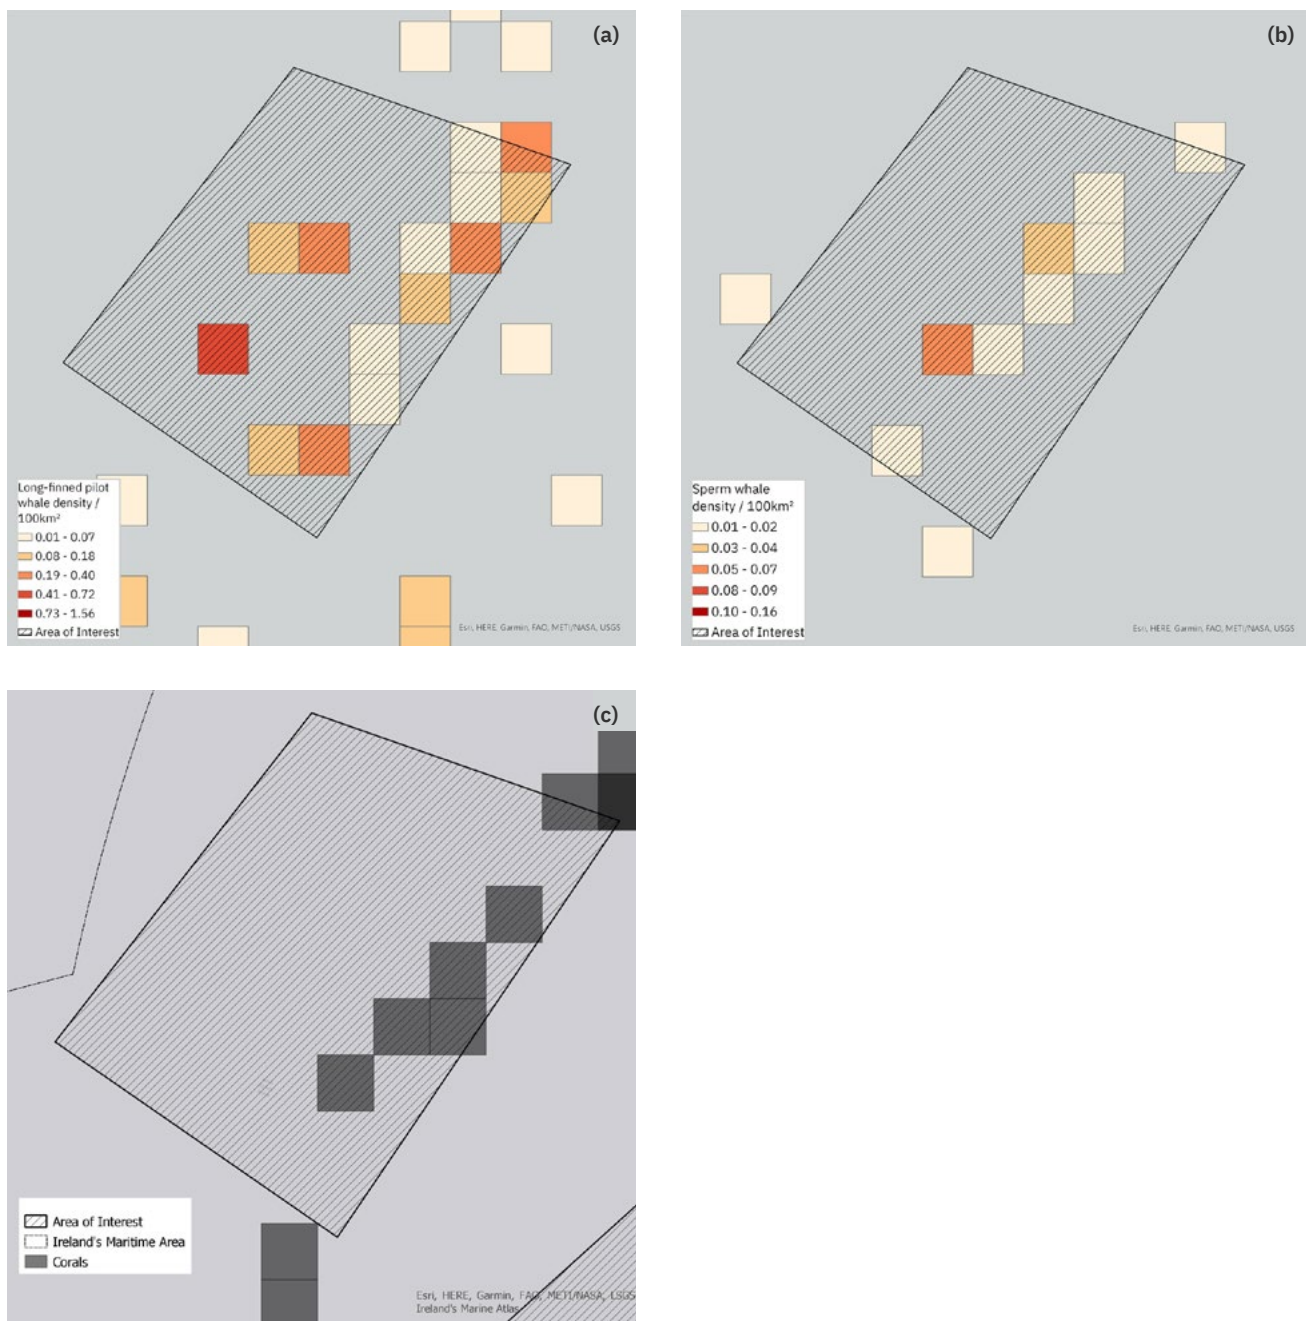 (a)
Long-finned pilot
whale density /
100km²
0.01 - 0.07
0.08 - 0.18
0.19 - 0.40
0.41 - 0.72
0.73 - 1.56
Area of Interest
Esri, HERE, Garmin, FAO, METI/NASA, USGS
(b)
Sperm whale
density / 100km²
0.01 - 0.02
0.03 - 0.04
0.05 - 0.07
0.08 - 0.09
0.10 - 0.16
Area of Interest
Esri, HERE, Garmin, FAO, METI/NASA, USGS
(c)
Area of Interest
Ireland's Maritime Area
Corals
Esri, HERE, Garmin, FAO, METI/NASA, USGS
Ireland's Marine Atlas